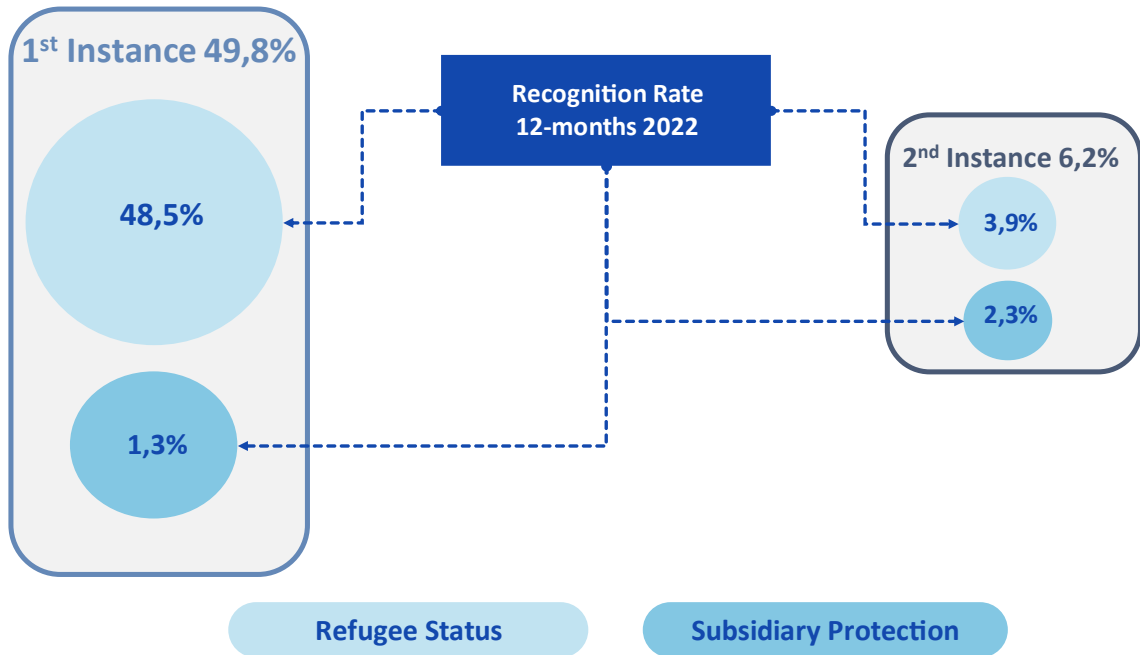 1st Instance 49,8%
48,5%
1,3%
Recognition Rate
12-months 2022
2nd Instance 6,2%
3,9%
2,3%
Refugee Status
Subsidiary Protection